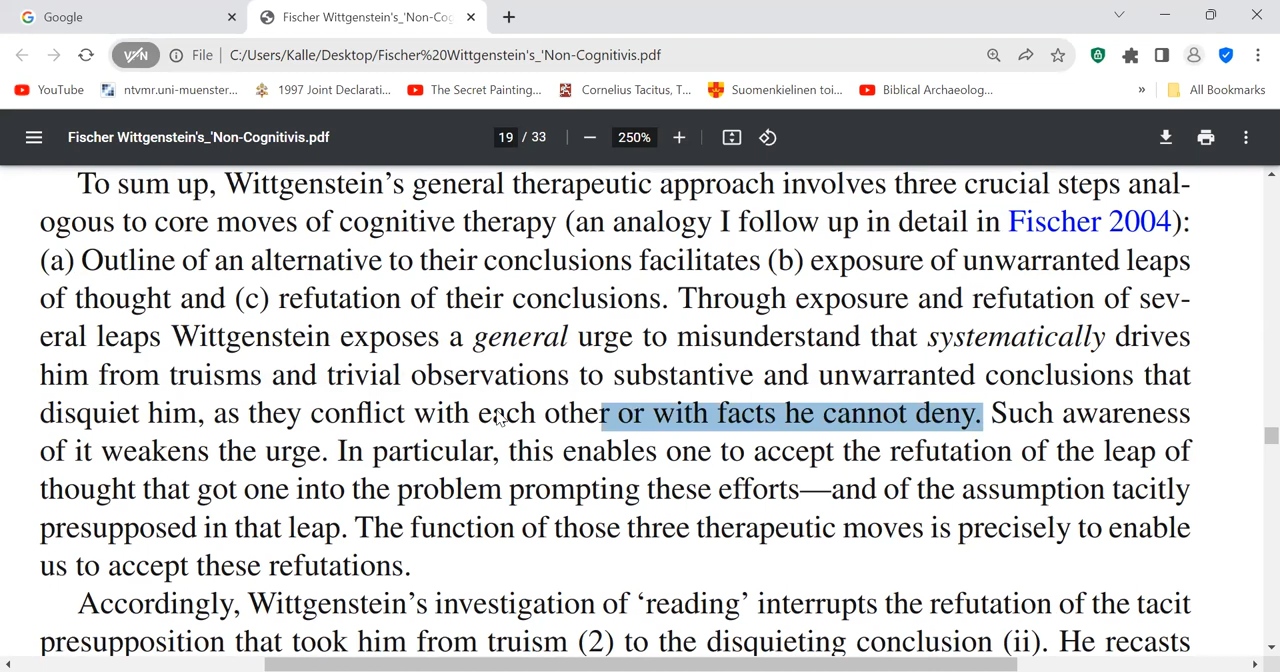 Google
Fischer Wittgenstein's_'Non-Cog
VPN File C:/Users/Kalle/Desktop/Fischer%20Wittgenstein's_'Non-Cognitivis.pdf
YouTube ntvmr.uni-muenster... 1997 Joint Declarati... The Secret Painting... Cornelius Tacitus, T... Suomenkielinen toi... Biblical Archaeolog... » All Bookmarks
Fischer Wittgenstein's_'Non-Cognitivis.pdf 19 / 33 250%
To sum up, Wittgenstein's general therapeutic approach involves three crucial steps anal-
ogous to core moves of cognitive therapy (an analogy I follow up in detail in Fischer 2004):
(a) Outline of an alternative to their conclusions facilitates (b) exposure of unwarranted leaps
of thought and (c) refutation of their conclusions. Through exposure and refutation of sev-
eral leaps Wittgenstein exposes a general urge to misunderstand that systematically drives
him from truisms and trivial observations to substantive and unwarranted conclusions that
disquiet him, as they conflict with each other or with facts he cannot deny. Such awareness
of it weakens the urge. In particular, this enables one to accept the refutation of the leap of
thought that got one into the problem prompting these efforts—and of the assumption tacitly
presupposed in that leap. The function of those three therapeutic moves is precisely to enable
us to accept these refutations.
Accordingly, Wittgenstein's investigation of 'reading' interrupts the refutation of the tacit
presupposition that took him from truism (2) to the disquieting conclusion (ii). He recasts